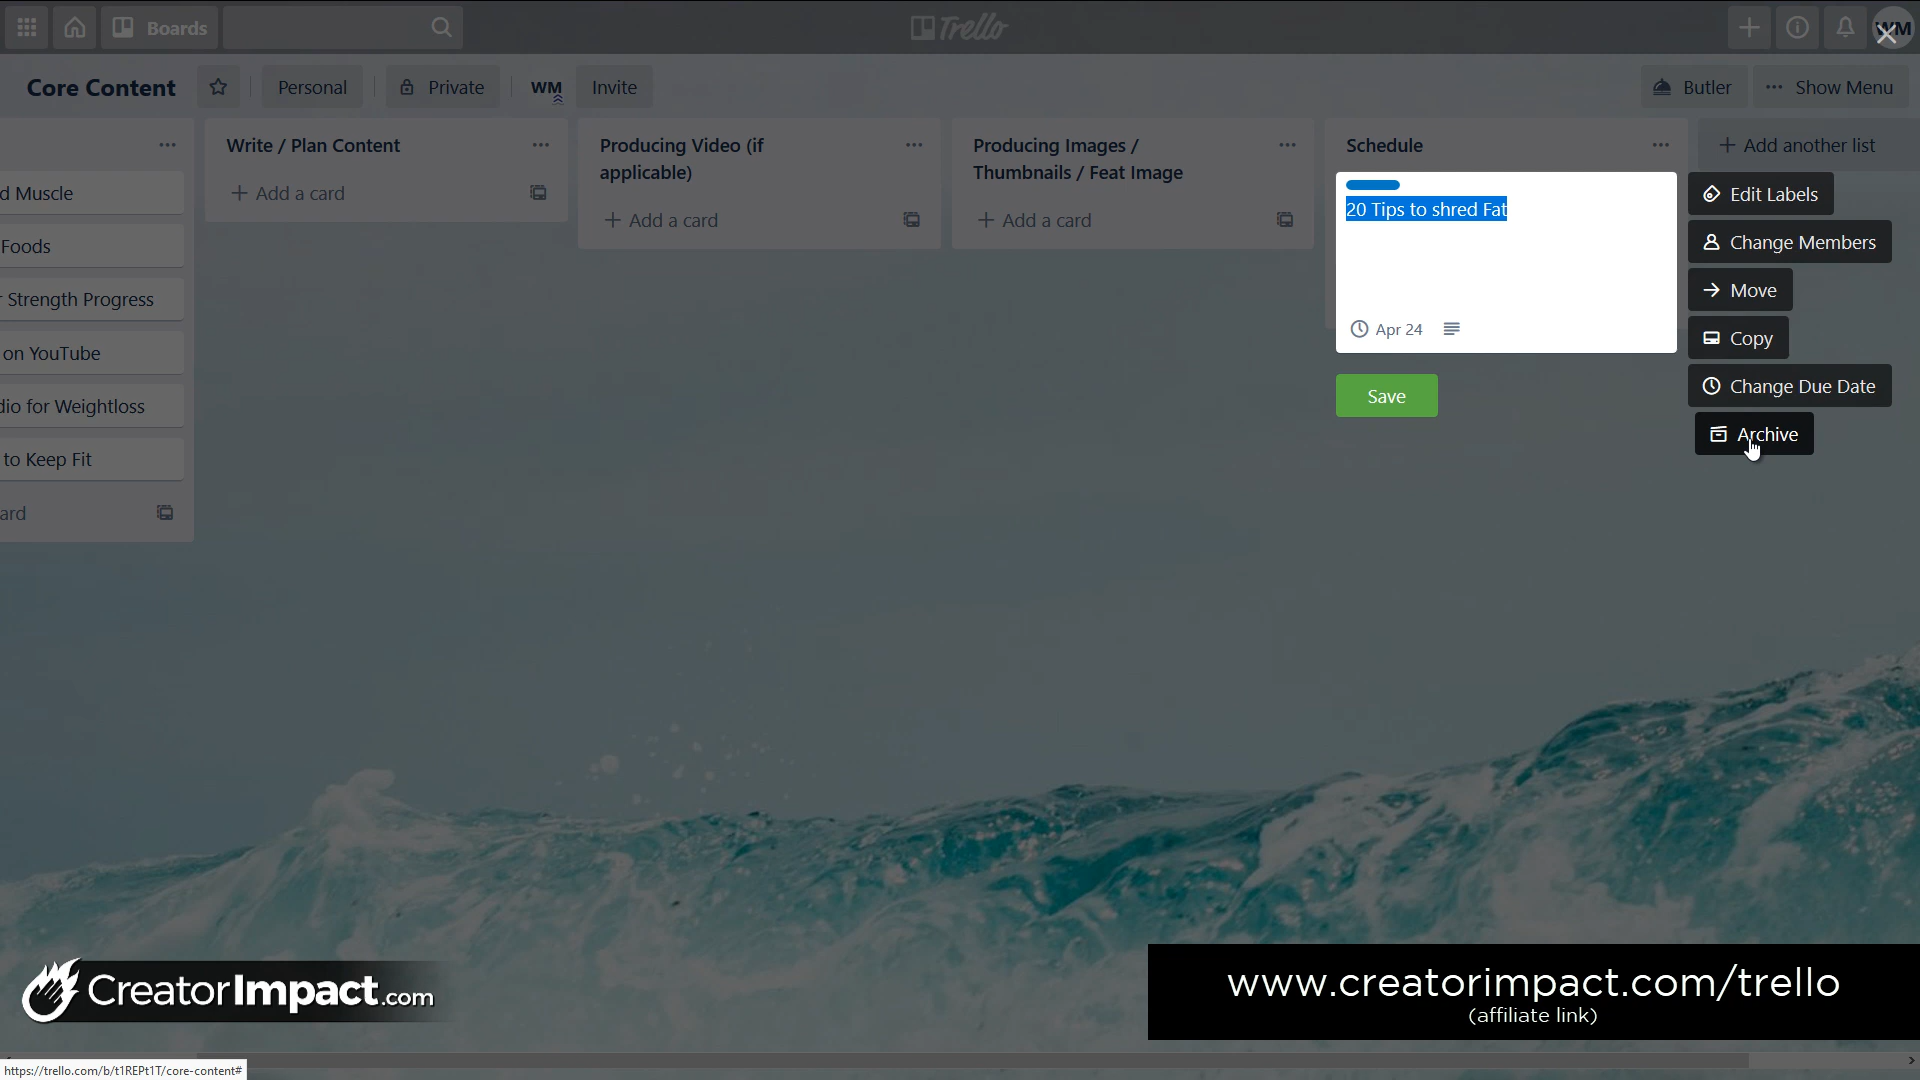 Boards
Trello
WM
Core Content
Personal
Private
WM
Invite
Butler
Show Menu
d Muscle
Foods
r Strength Progress
on YouTube
dio for Weightloss
to Keep Fit
ard
Write / Plan Content
Add a card
Producing Video (if
applicable)
Add a card
Producing Images /
Thumbnails / Feat Image
Add a card
Schedule
20 Tips to shred Fat
Apr 24
Save
Add another list
Edit Labels
Change Members
Move
Copy
Change Due Date
Archive
CreatorImpact.com
www.creatorimpact.com/trello
(affiliate link)
https://trello.com/b/t1REPt1T/core-content#